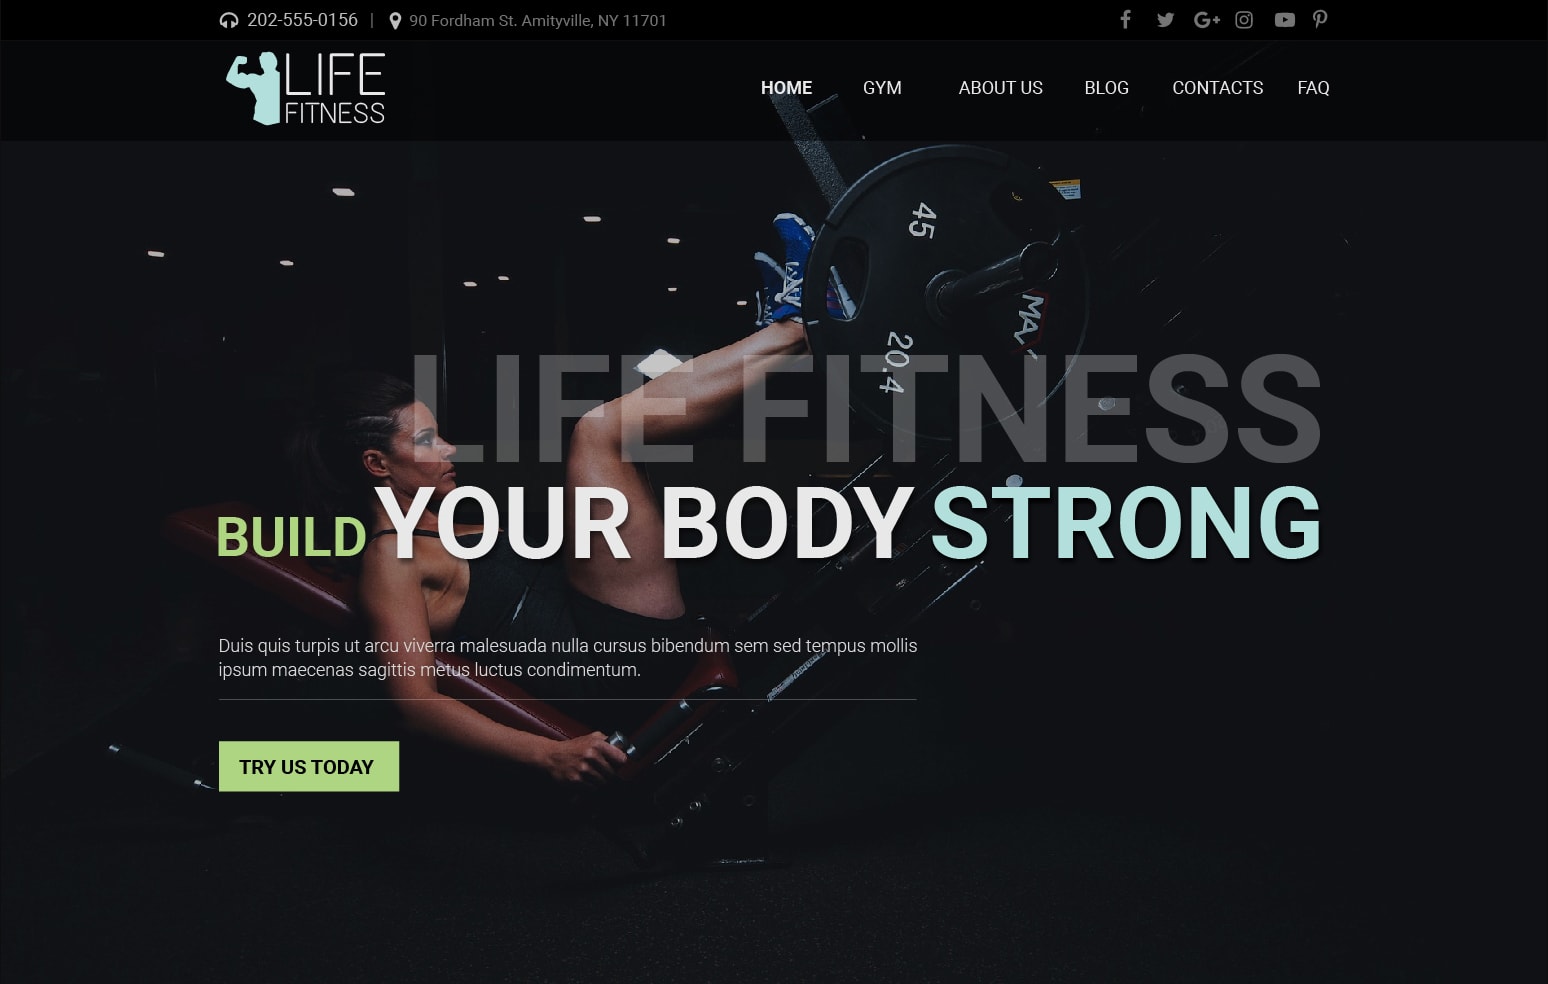 202-555-0156 | 90 Fordham St. Amityville, NY 11701
LIFE
FITNESS
HOME GYM ABOUT US BLOG CONTACTS FAQ
45
20.4
LIFE FITNESS
BUILD YOUR BODY STRONG
Duis quis turpis ut arcu viverra malesuada nulla cursus bibendum sem sed tempus mollis
ipsum maecenas sagittis metus luctus condimentum.
TRY US TODAY